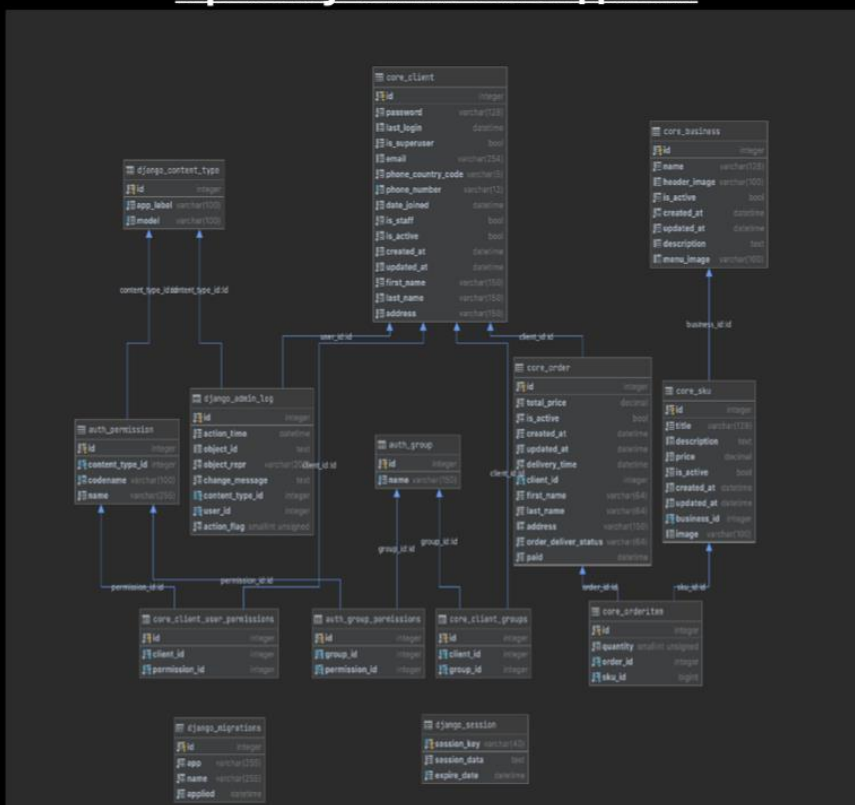 core_client
id integer
password varchar(128)
last_login datetime
is_superuser bool
email varchar(254)
phone_country_code varchar(5)
phone_number varchar(12)
date_joined datetime
is_staff bool
is_active bool
created_at datetime
updated_at datetime
first_name varchar(150)
last_name varchar(150)
address varchar(150)
core_business
id integer
name varchar(128)
header_image varchar(100)
is_active bool
created_at datetime
updated_at datetime
description text
menu_image varchar(100)
django_content_type
id integer
app_label varchar(100)
model varchar(100)
content_type_id:id
content_type_id:id
user_id:id
client_id:id
business_id:id
core_order
id integer
total_price decimal
is_active bool
created_at datetime
updated_at datetime
delivery_time datetime
client_id integer
first_name varchar(64)
last_name varchar(64)
address varchar(150)
order_deliver_status varchar(64)
paid datetime
core_sku
id integer
title varchar(128)
description text
price decimal
is_active bool
created_at datetime
updated_at datetime
business_id integer
image varchar(100)
django_admin_log
id integer
action_time datetime
object_id text
object_repr
change_message text
content_type_id integer
user_id integer
action_flag smallint unsigned
client_id:id
auth_permission
id integer
content_type_id integer
codename varchar(100)
name varchar(255)
auth_group
id integer
name varchar(150)
client_id:id
group_id:id
group_id:id
permission_id:id
permission_id:id
order_id:id
sku_id:id
core_client_user_permissions
id integer
client_id integer
permission_id integer
auth_group_permissions
id integer
group_id integer
permission_id integer
core_client_groups
id integer
client_id integer
group_id integer
core_orderitem
id integer
quantity smallint unsigned
order_id integer
sku_id bigint
django_migrations
id integer
app varchar(255)
name varchar(255)
applied datetime
django_session
session_key varchar(40)
session_data text
expire_date datetime